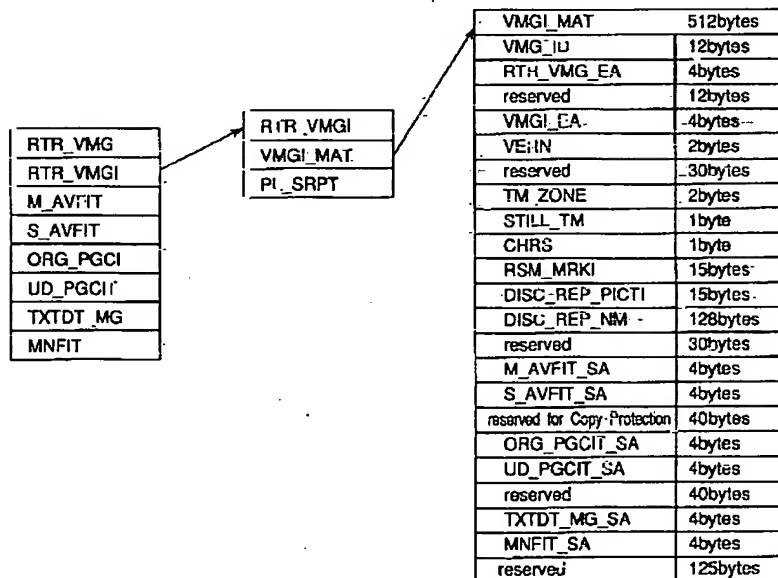 RTR_VMG
RTR_VMGI
M_AVFIT
S_AVFIT
ORG_PGCI
UD_PGCIT
TXTDT_MG
MNFIT
RTR_VMGI
VMGI_MAT
PL_SRPT
VMGI_MAT 512bytes
VMG_ID 12bytes
RTR_VMG_EA 4bytes
reserved 12bytes
VMGI_EA 4bytes
VERN 2bytes
reserved 30bytes
TM_ZONE 2bytes
STILL_TM 1byte
CHRS 1byte
RSM_MRKI 15bytes
DISC_REP_PICTI 15bytes
DISC_REP_NM 128bytes
reserved 30bytes
M_AVFIT_SA 4bytes
S_AVFIT_SA 4bytes
reserved for Copy-Protection 40bytes
ORG_PGCIT_SA 4bytes
UD_PGCIT_SA 4bytes
reserved 40bytes
TXTDT_MG_SA 4bytes
MNFIT_SA 4bytes
reserved 125bytes